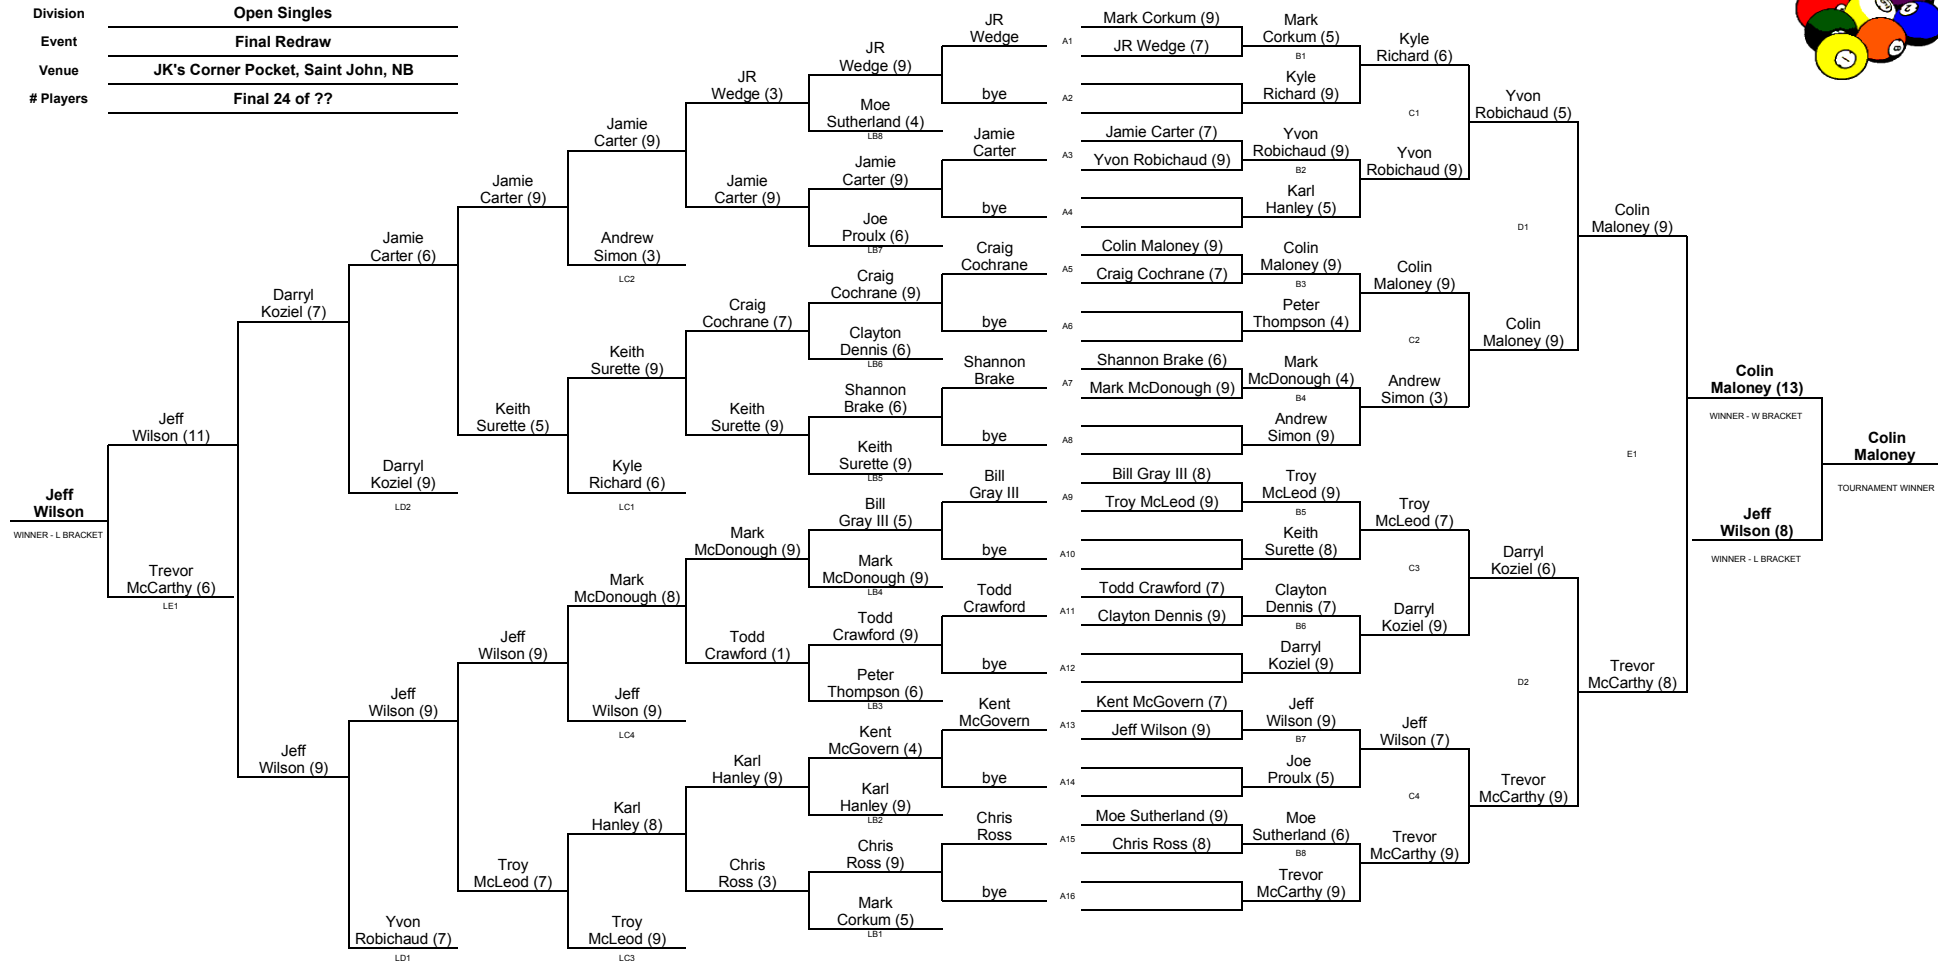 Division Open Singles
Event Final Redraw
Venue JK's Corner Pocket, Saint John, NB
# Players Final 24 of ??
Jeff
Wilson
WINNER - L BRACKET
Jeff
Wilson (11)
Trevor
McCarthy (6)
LE1
Darryl
Koziel (7)
Jeff
Wilson (9)
Jamie
Carter (6)
Darryl
Koziel (9)
LD2
Jeff
Wilson (9)
Yvon
Robichaud (7)
LD1
Jamie
Carter (9)
Keith
Surette (5)
Jeff
Wilson (9)
Troy
McLeod (7)
Jamie
Carter (9)
Andrew
Simon (3)
LC2
Keith
Surette (9)
Kyle
Richard (6)
LC1
Mark
McDonough (8)
Jeff
Wilson (9)
LC4
Karl
Hanley (8)
Troy
McLeod (9)
LC3
JR
Wedge (3)
Jamie
Carter (9)
Craig
Cochrane (7)
Keith
Surette (9)
Mark
McDonough (9)
Todd
Crawford (1)
Karl
Hanley (9)
Chris
Ross (3)
JR
Wedge (9)
Moe
Sutherland (4)
LB8
Jamie
Carter (9)
Joe
Proulx (6)
LB7
Craig
Cochrane (9)
Clayton
Dennis (6)
LB6
Shannon
Brake (6)
Keith
Surette (9)
LB5
Bill
Gray III (5)
Mark
McDonough (9)
LB4
Todd
Crawford (9)
Peter
Thompson (6)
LB3
Kent
McGovern (4)
Karl
Hanley (9)
LB2
Chris
Ross (9)
Mark
Corkum (5)
LB1
JR
Wedge
bye
Jamie
Carter
bye
Craig
Cochrane
bye
Shannon
Brake
bye
Bill
Gray III
bye
Todd
Crawford
bye
Kent
McGovern
bye
Chris
Ross
bye
A1
A2
A3
A4
A5
A6
A7
A8
A9
A10
A11
A12
A13
A14
A15
A16
Mark Corkum (9)
JR Wedge (7)
Jamie Carter (7)
Yvon Robichaud (9)
Colin Maloney (9)
Craig Cochrane (7)
Shannon Brake (6)
Mark McDonough (9)
Bill Gray III (8)
Troy McLeod (9)
Todd Crawford (7)
Clayton Dennis (9)
Kent McGovern (7)
Jeff Wilson (9)
Moe Sutherland (9)
Chris Ross (8)
Mark
Corkum (5)
B1
Kyle
Richard (9)
Yvon
Robichaud (9)
B2
Karl
Hanley (5)
Colin
Maloney (9)
B3
Peter
Thompson (4)
Mark
McDonough (4)
B4
Andrew
Simon (9)
Troy
McLeod (9)
B5
Keith
Surette (8)
Clayton
Dennis (7)
B6
Darryl
Koziel (9)
Jeff
Wilson (9)
B7
Joe
Proulx (5)
Moe
Sutherland (6)
B8
Trevor
McCarthy (9)
Kyle
Richard (6)
C1
Yvon
Robichaud (9)
Colin
Maloney (9)
C2
Andrew
Simon (3)
Troy
McLeod (7)
C3
Darryl
Koziel (9)
Jeff
Wilson (7)
C4
Trevor
McCarthy (9)
Yvon
Robichaud (5)
D1
Colin
Maloney (9)
Darryl
Koziel (6)
D2
Trevor
McCarthy (9)
Colin
Maloney (9)
E1
Trevor
McCarthy (8)
Colin
Maloney (13)
WINNER - W BRACKET
Jeff
Wilson (8)
WINNER - L BRACKET
Colin
Maloney
TOURNAMENT WINNER